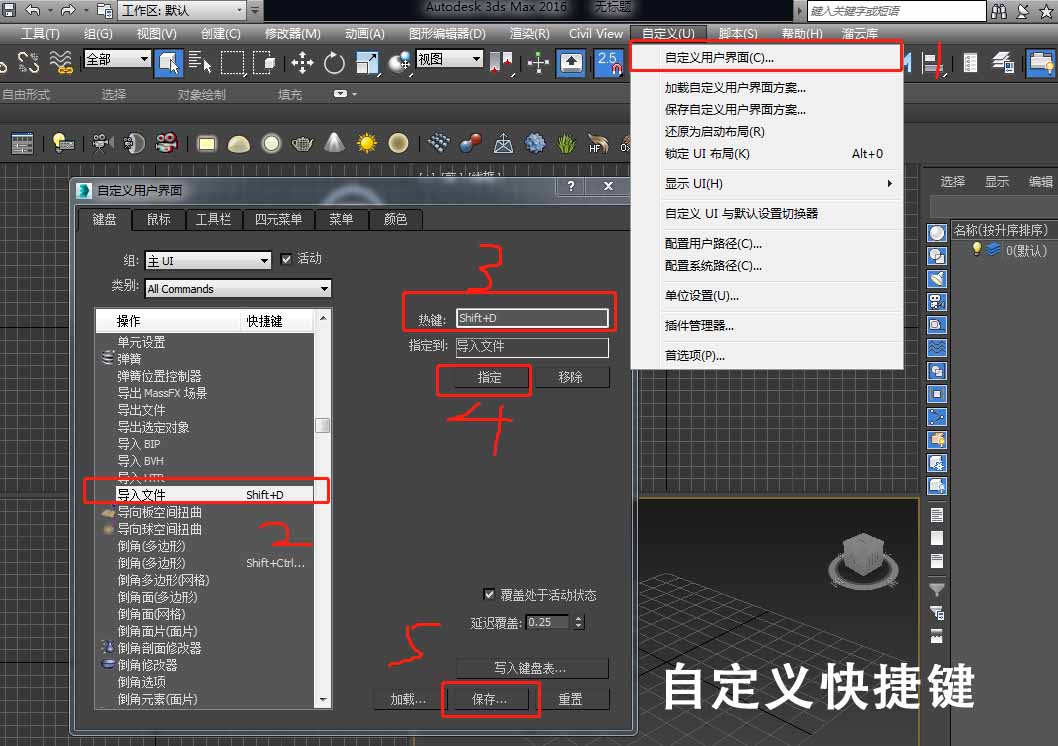 工作区: 默认
Autodesk 3ds Max 2016 无标题
键入关键字或短语
工具(T) 组(G) 视图(V) 创建(C) 修改器(M) 动画(A) 图形编辑器(D) 渲染(R) Civil View 自定义(U) 脚本(S) 帮助(H) 溜云库
全部
视图
2.5
自由形式 选择 对象绘制 填充
HF
自定义用户界面(C)...
加载自定义用户界面方案...
保存自定义用户界面方案...
还原为启动布局(R)
锁定 UI 布局(K) Alt+0
显示 UI(H)
自定义 UI 与默认设置切换器
配置用户路径(C)...
配置系统路径(C)...
单位设置(U)...
插件管理器...
首选项(P)...
选择 显示 编辑
名称(按升序排序)
0(默认)
自定义用户界面
? X
键盘 鼠标 工具栏 四元菜单 菜单 颜色
组: 主 UI 活动
类别: All Commands
操作 快捷键
单元设置
弹簧
弹簧位置控制器
导出 MassFX 场景
导出文件
导出选定对象
导入 BIP
导入 BVH
导入 HTR
导入文件 Shift+D
导向板空间扭曲
导向球空间扭曲
倒角(多边形)
倒角(多边形) Shift+Ctrl...
倒角多边形(网格)
倒角面(多边形)
倒角面(网格)
倒角面片(面片)
倒角剖面修改器
倒角修改器
倒角选项
倒角元素(面片)
2
3
热键: Shift+D
指定到: 导入文件
指定 移除
4
覆盖处于活动状态
延迟覆盖: 0.25
5
写入键盘表...
加载... 保存... 重置
1
自定义快捷键